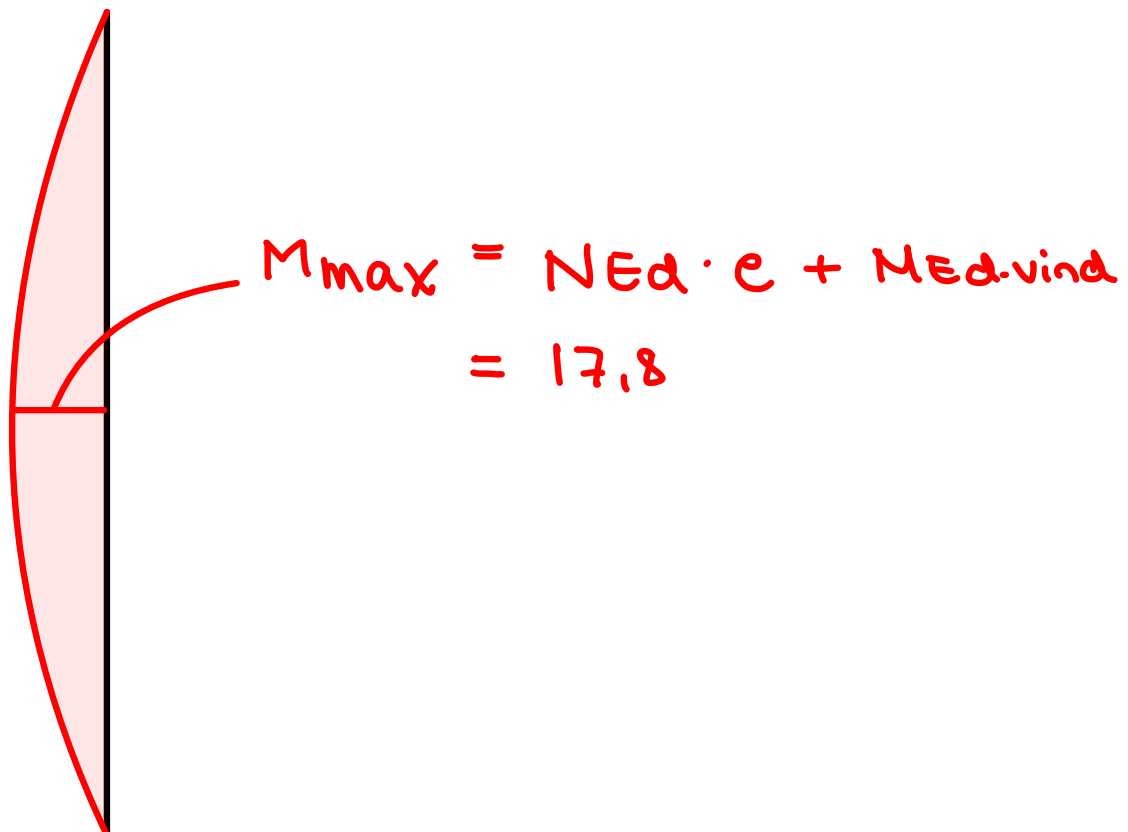 Mmax = NEd · e + MEd.vind
= 17,8